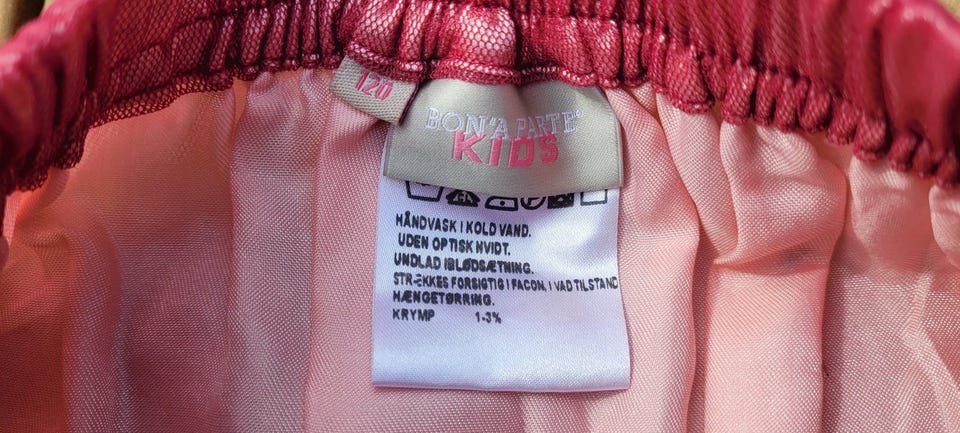 120
BON'A PARTE®
KIDS
HÅNDVASK I KOLD VAND.
UDEN OPTISK HVIDT.
UNDLAD IBLØDSÆTNING.
STRÆKKES FORSIGTIG I FACON, I VAD TILSTAND
HÆNGETØRRING.
KRYMP 1-3%